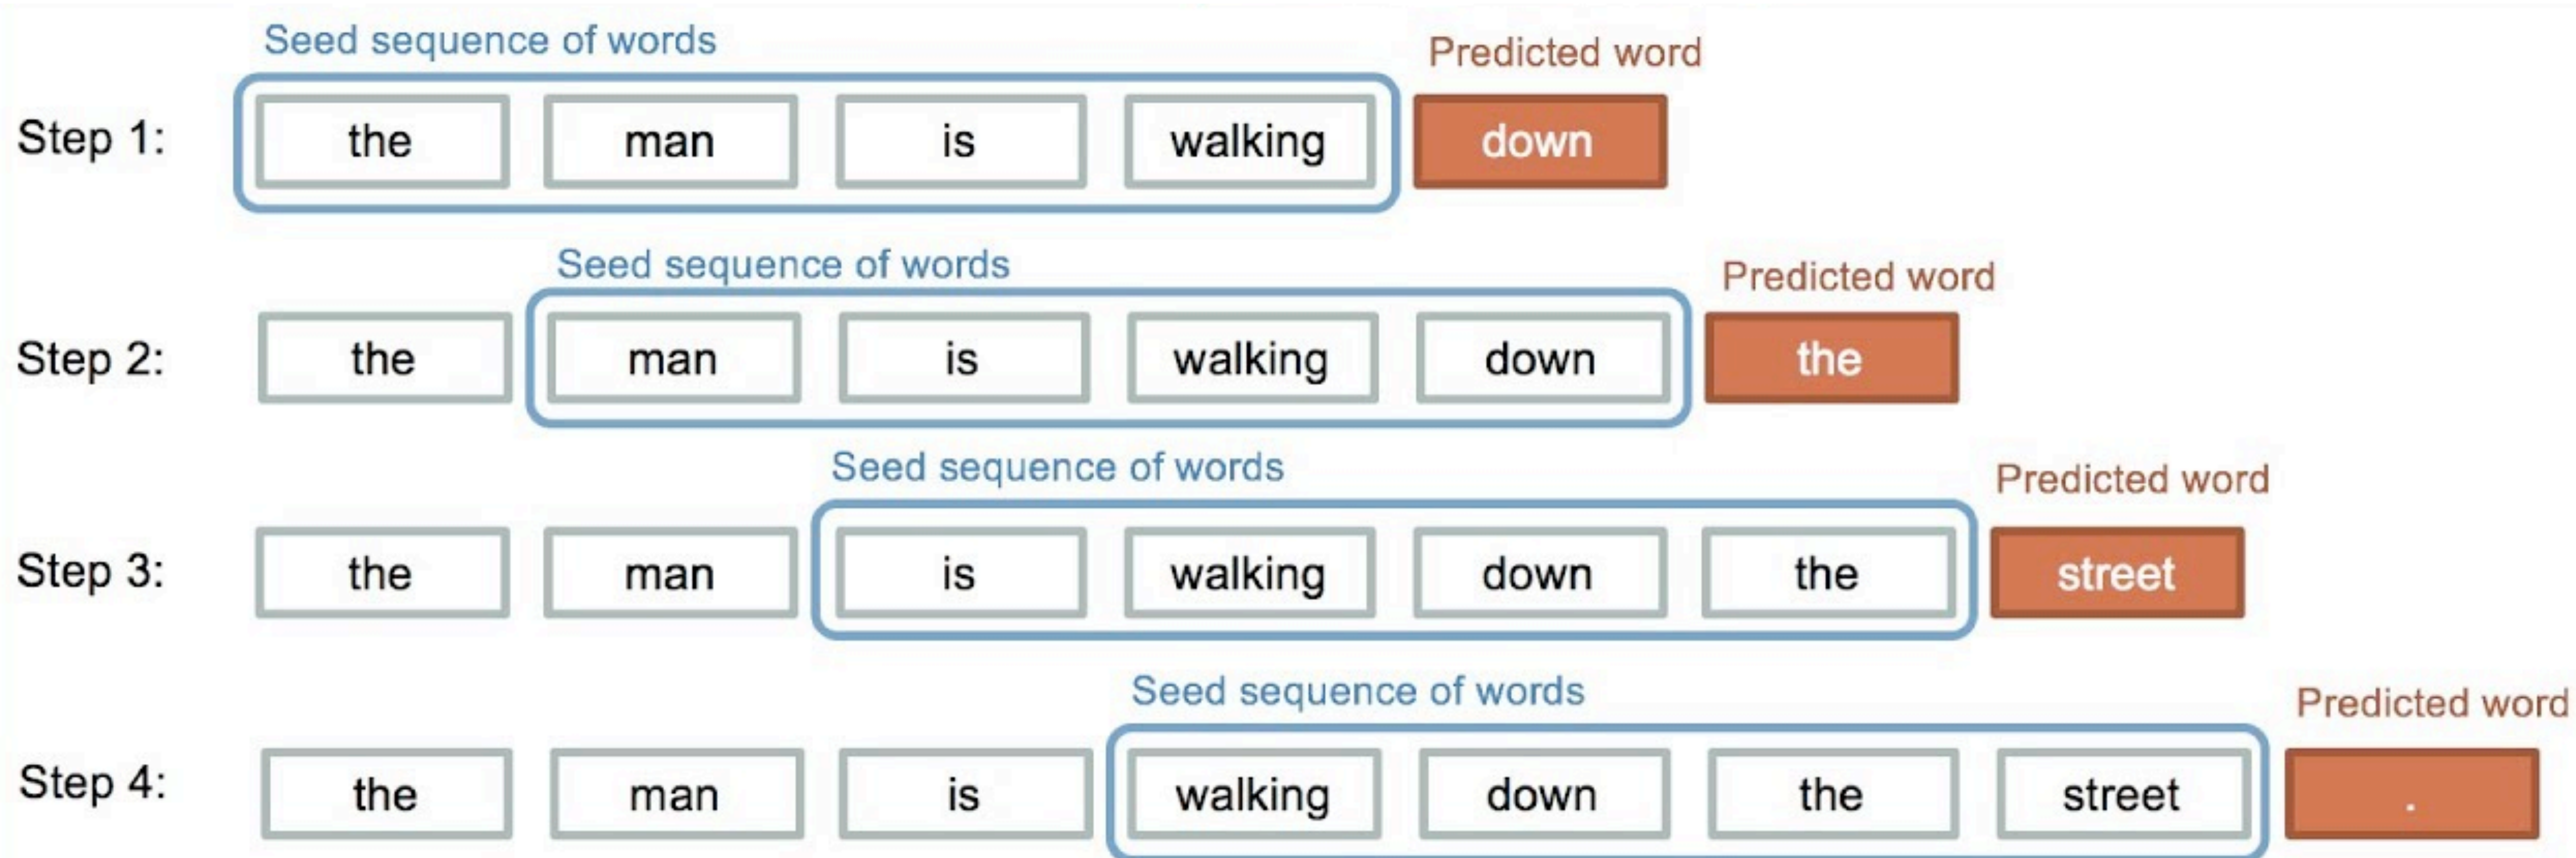 Seed sequence of words Predicted word
Step 1: the man is walking down
Seed sequence of words Predicted word
Step 2: the man is walking down the
Seed sequence of words Predicted word
Step 3: the man is walking down the street
Seed sequence of words Predicted word
Step 4: the man is walking down the street .